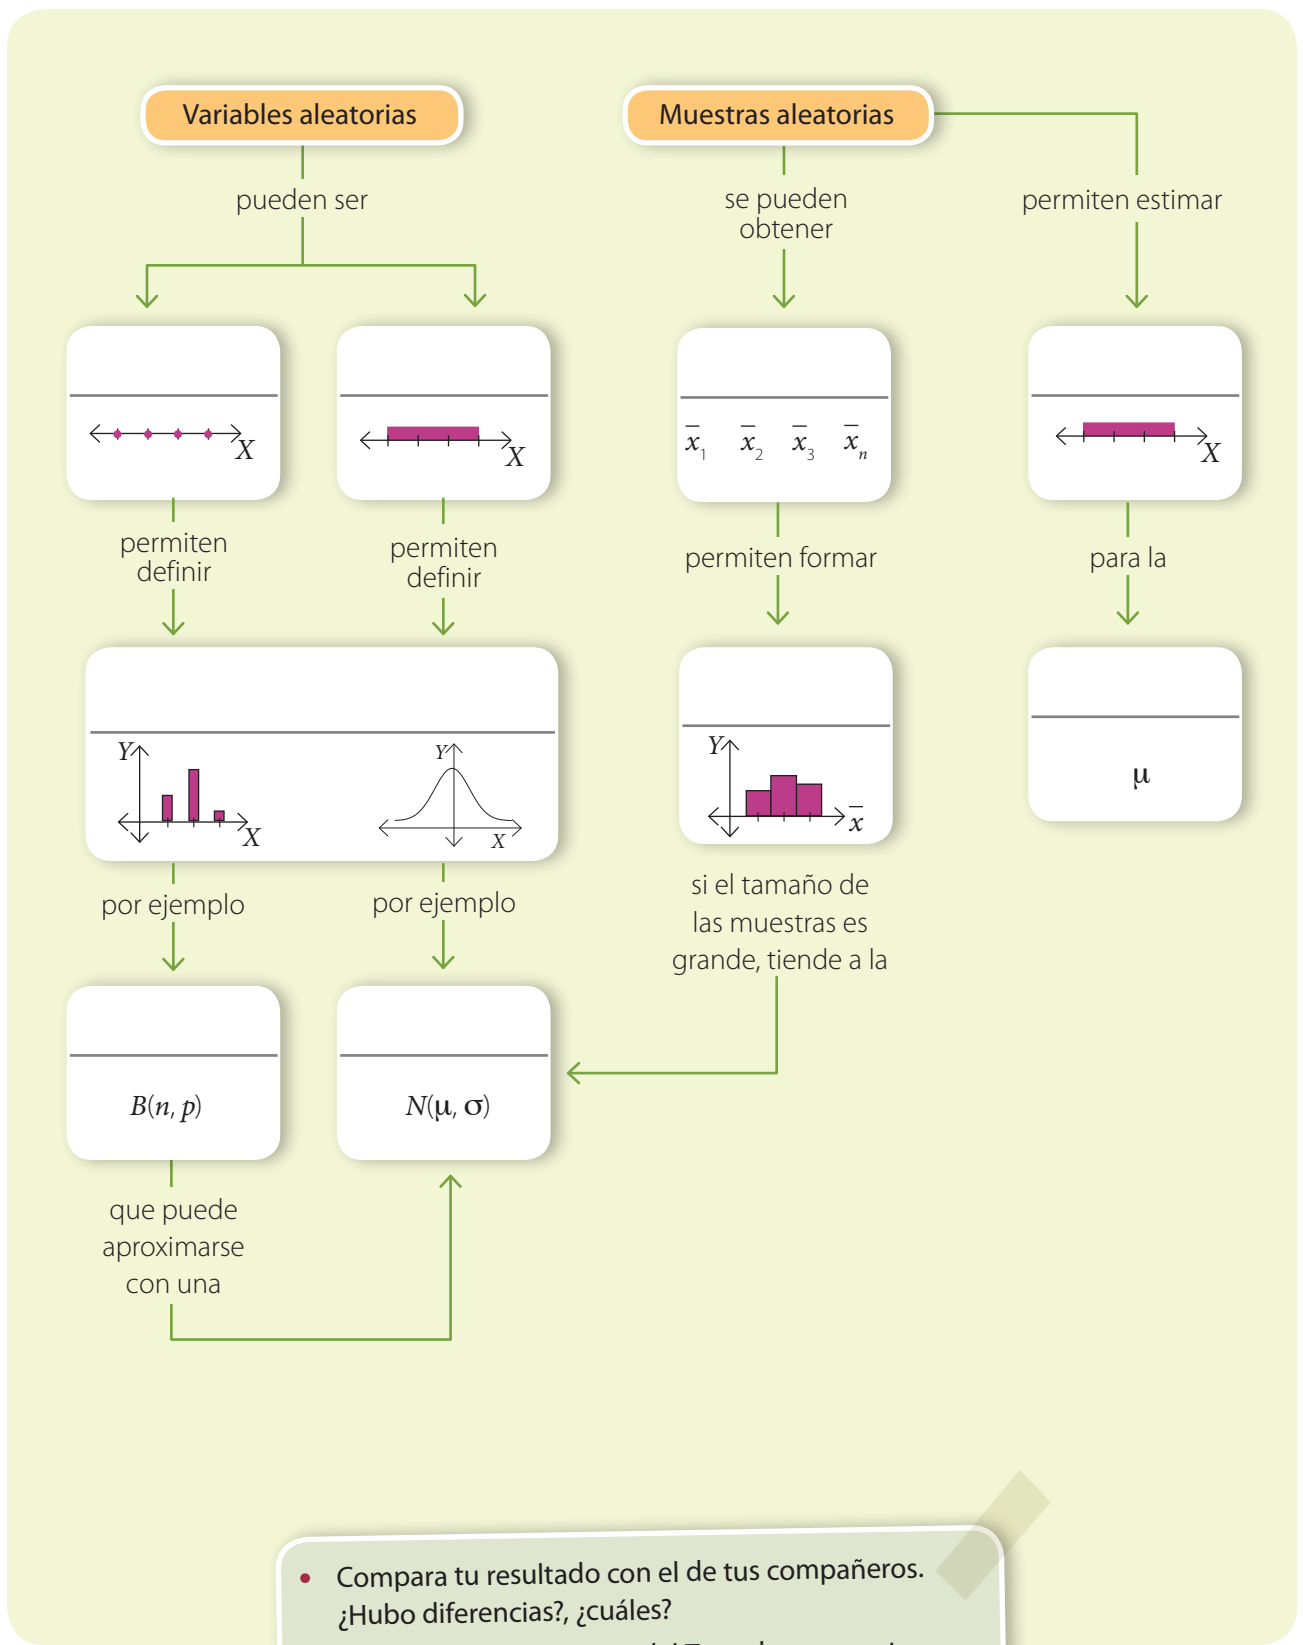 Variables aleatorias
Muestras aleatorias
pueden ser
se pueden
obtener
permiten estimar
X
X
x̅₁ x̅₂ x̅₃ x̅ₙ
X
permiten
definir
permiten
definir
permiten formar
para la
Y
X
Y
X
Y
x̅
μ
por ejemplo
por ejemplo
si el tamaño de
las muestras es
grande, tiende a la
B(n, p)
N(μ, σ)
que puede
aproximarse
con una
• Compara tu resultado con el de tus compañeros.
¿Hubo diferencias?, ¿cuáles?